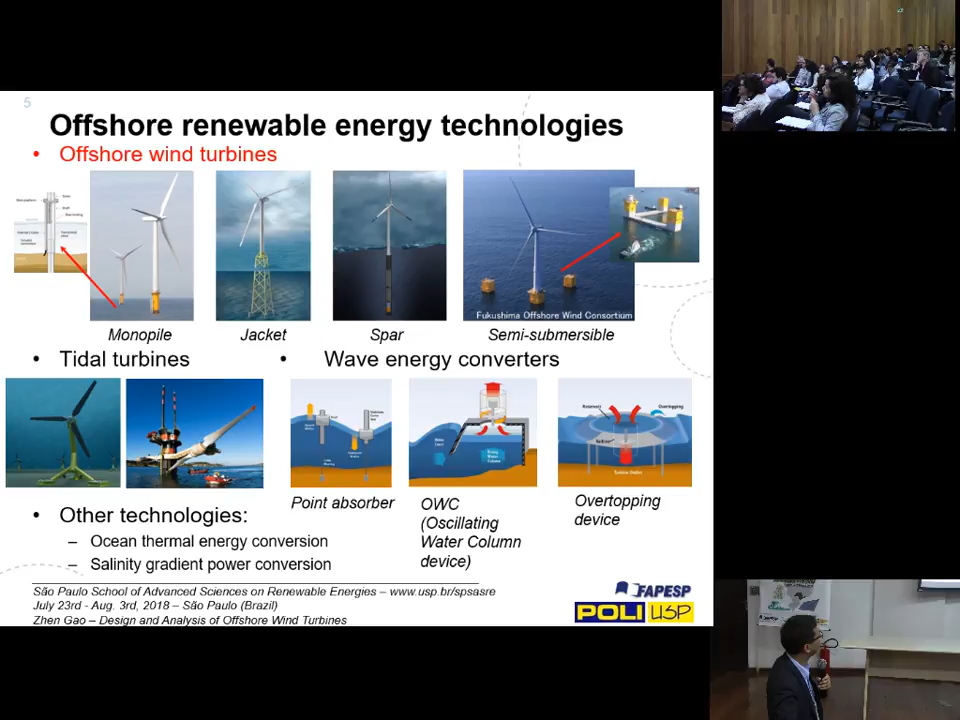 5
Offshore renewable energy technologies
• Offshore wind turbines
Fukushima Offshore Wind Consortium
Monopile
Jacket
Spar
Semi-submersible
• Tidal turbines
• Wave energy converters
Reservoir
Overtopping
Point absorber
OWC
(Oscillating
Water Column
device)
Overtopping
device
• Other technologies:
– Ocean thermal energy conversion
– Salinity gradient power conversion
São Paulo School of Advanced Sciences on Renewable Energies – www.usp.br/spsasre
July 23rd - Aug. 3rd, 2018 – São Paulo (Brazil)
Zhen Gao – Design and Analysis of Offshore Wind Turbines
FAPESP
POLI USP